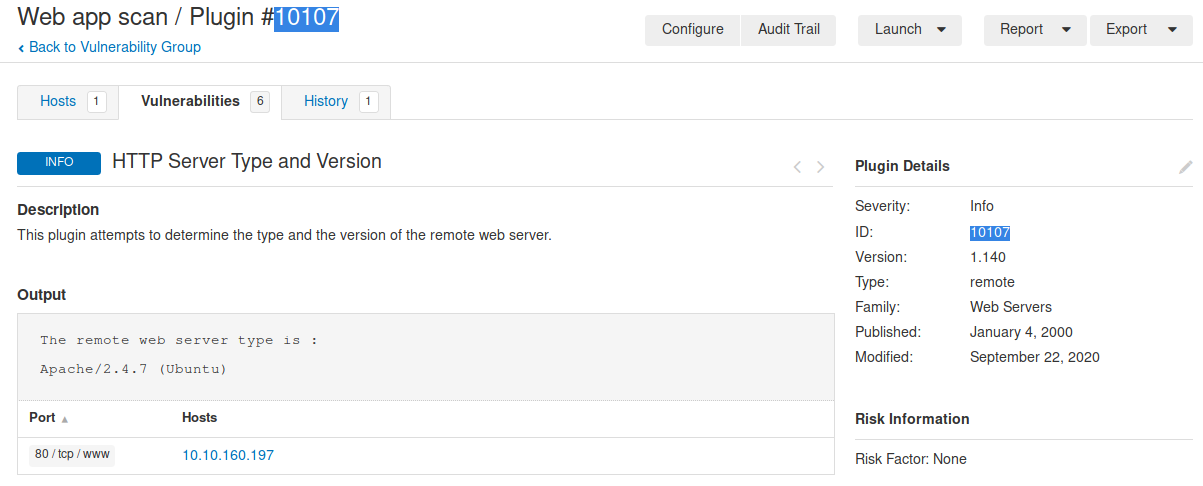 Web app scan / Plugin #10107
‹ Back to Vulnerability Group
Configure Audit Trail Launch Report Export
Hosts 1 Vulnerabilities 6 History 1
INFO HTTP Server Type and Version
Description
This plugin attempts to determine the type and the version of the remote web server.
Output
The remote web server type is :
Apache/2.4.7 (Ubuntu)
Port Hosts
80 / tcp / www 10.10.160.197
Plugin Details
Severity: Info
ID: 10107
Version: 1.140
Type: remote
Family: Web Servers
Published: January 4, 2000
Modified: September 22, 2020
Risk Information
Risk Factor: None